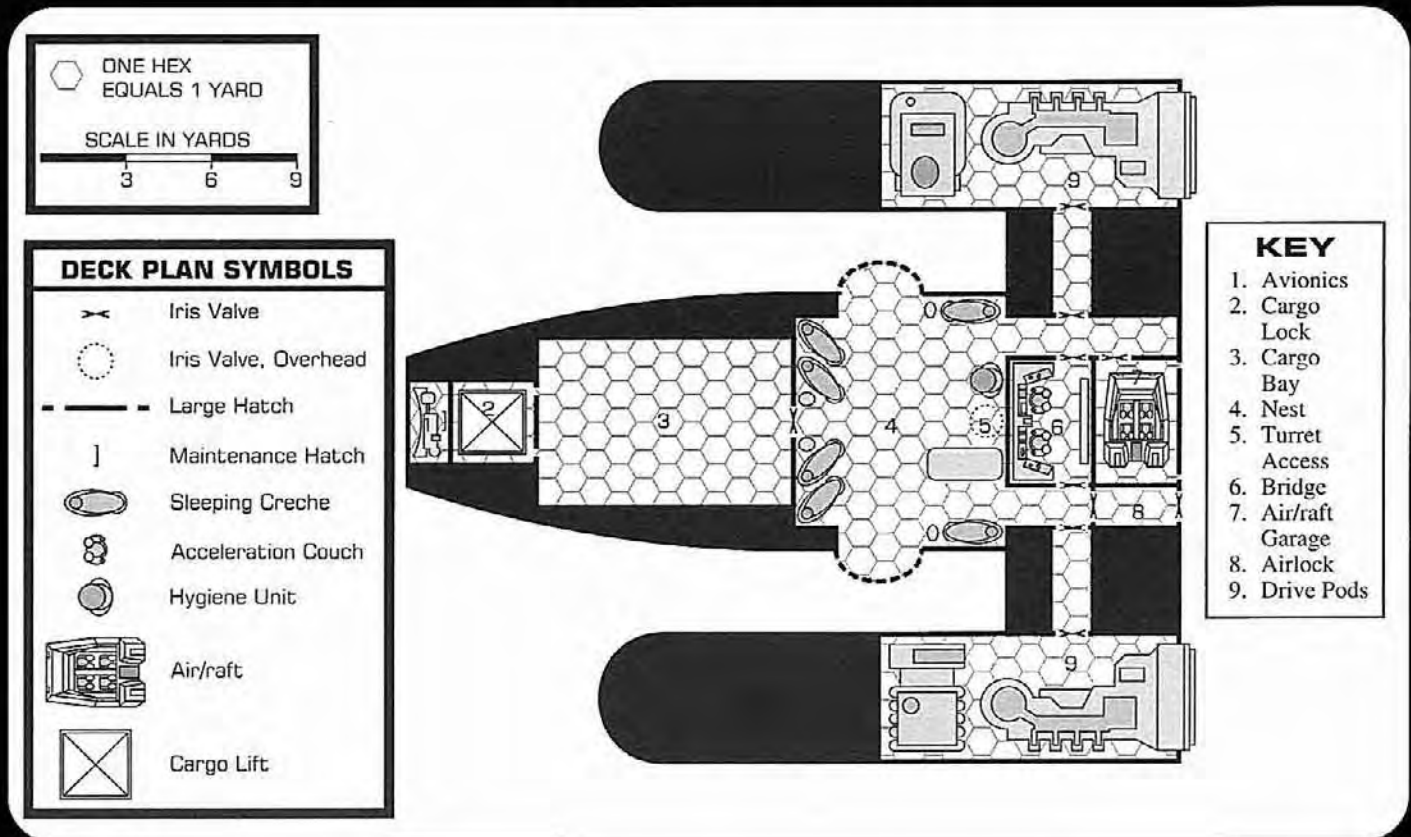 ONE HEX
EQUALS 1 YARD
SCALE IN YARDS
3 6 9
DECK PLAN SYMBOLS
Iris Valve
Iris Valve, Overhead
Large Hatch
Maintenance Hatch
Sleeping Creche
Acceleration Couch
Hygiene Unit
Air/raft
Cargo Lift
9
1
2
3
4
5
6
7
8
9
KEY
1. Avionics
2. Cargo
Lock
3. Cargo
Bay
4. Nest
5. Turret
Access
6. Bridge
7. Air/raft
Garage
8. Airlock
9. Drive Pods